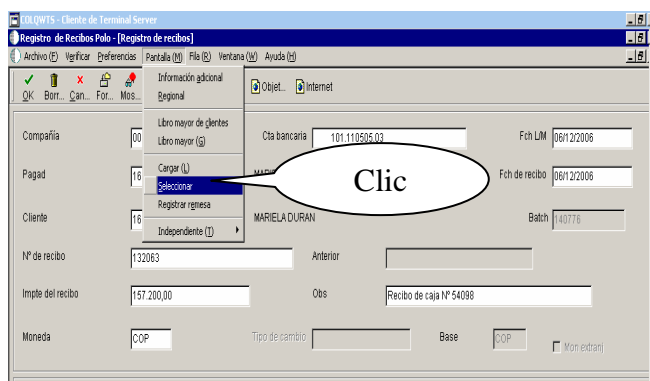 COLQWTS - Cliente de Terminal Server
Registro de Recibos Polo - [Registro de recibos]
Archivo (F) Verificar Preferencias Pantalla (M) Fila (R) Ventana (W) Ayuda (H)
OK Borr... Can... For... Mos... Objet... Internet
Información adicional
Regional
Libro mayor de clientes
Libro mayor (G)
Cargar (L)
Seleccionar
Registrar remesa
Independiente (T)
Clic
Compañía 00 Cta bancaria 101.110505.03 Fch L/M 06/12/2006
Pagad 16 Fch de recibo 06/12/2006
Cliente 16 MARIELA DURAN Batch 140776
Nº de recibo 132063 Anterior
Impte del recibo 157.200,00 Obs Recibo de caja Nº 54098
Moneda COP Tipo de cambio Base COP Mon extranj